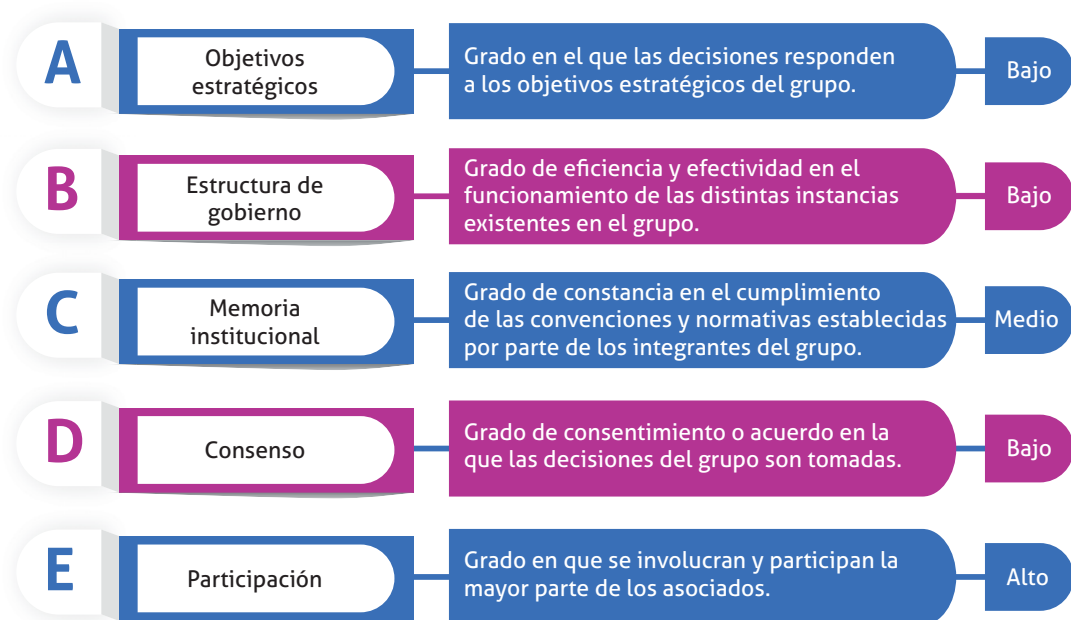 A
Objetivos
estratégicos
Grado en el que las decisiones responden
a los objetivos estratégicos del grupo.
Bajo
B
Estructura de
gobierno
Grado de eficiencia y efectividad en el
funcionamiento de las distintas instancias
existentes en el grupo.
Bajo
C
Memoria
institucional
Grado de constancia en el cumplimiento
de las convenciones y normativas establecidas
por parte de los integrantes del grupo.
Medio
D
Consenso
Grado de consentimiento o acuerdo en la
que las decisiones del grupo son tomadas.
Bajo
E
Participación
Grado en que se involucran y participan la
mayor parte de los asociados.
Alto